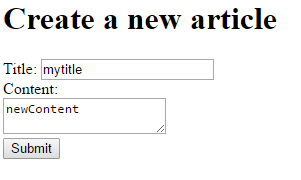 Create a new article
Title: mytitle
Content:
newContent
Submit